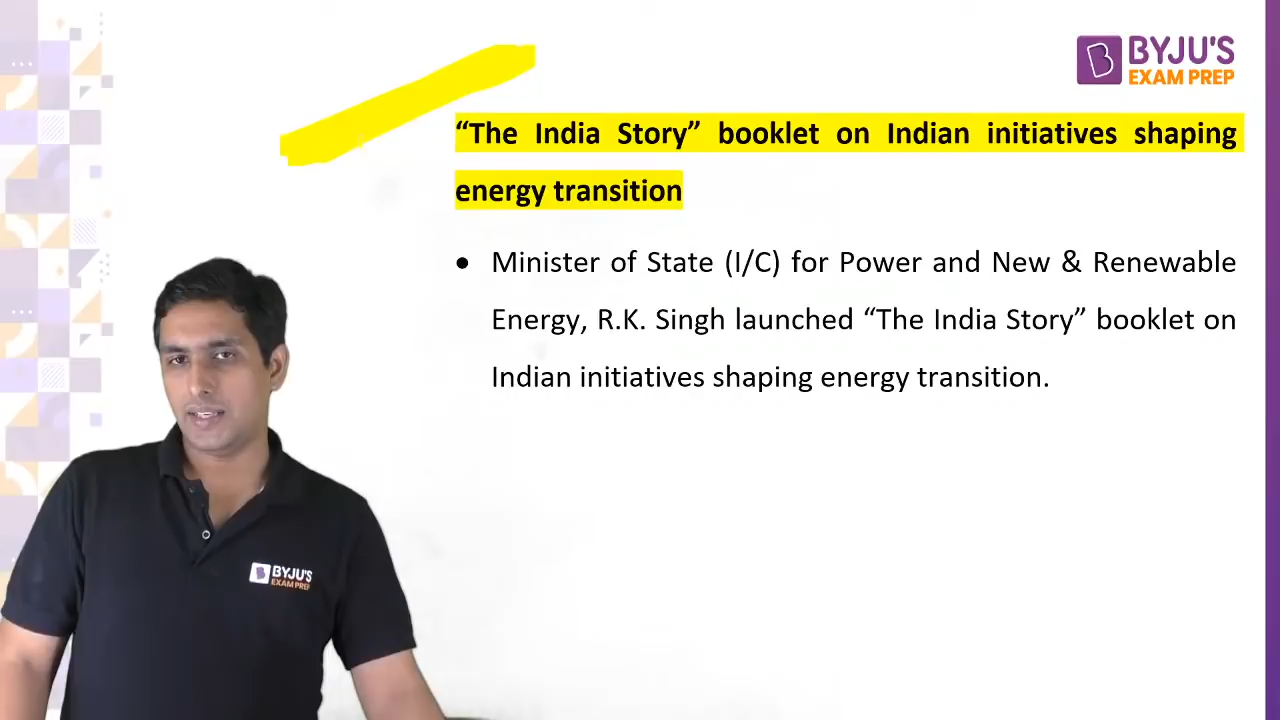 BYJU'S
EXAM PREP
“The India Story” booklet on Indian initiatives shaping
energy transition
• Minister of State (I/C) for Power and New & Renewable
Energy, R.K. Singh launched “The India Story” booklet on
Indian initiatives shaping energy transition.
BYJU'S
EXAM PREP